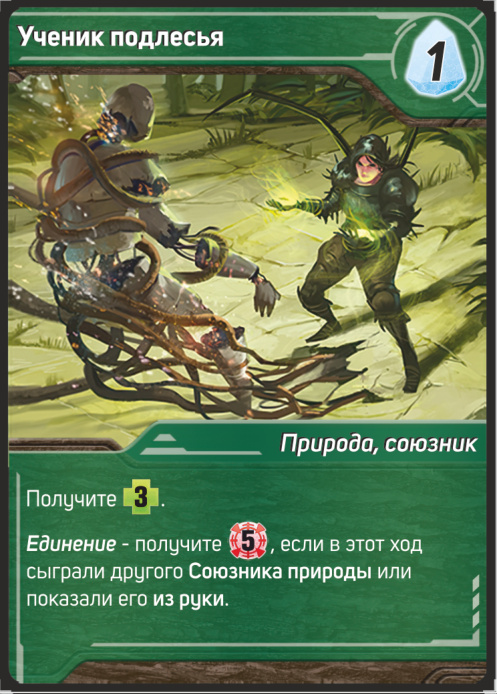 Ученик подлесья
1
Природа, союзник
Получите 3.
Единение - получите 5, если в этот ход
сыграли другого Союзника природы или
показали его из руки.